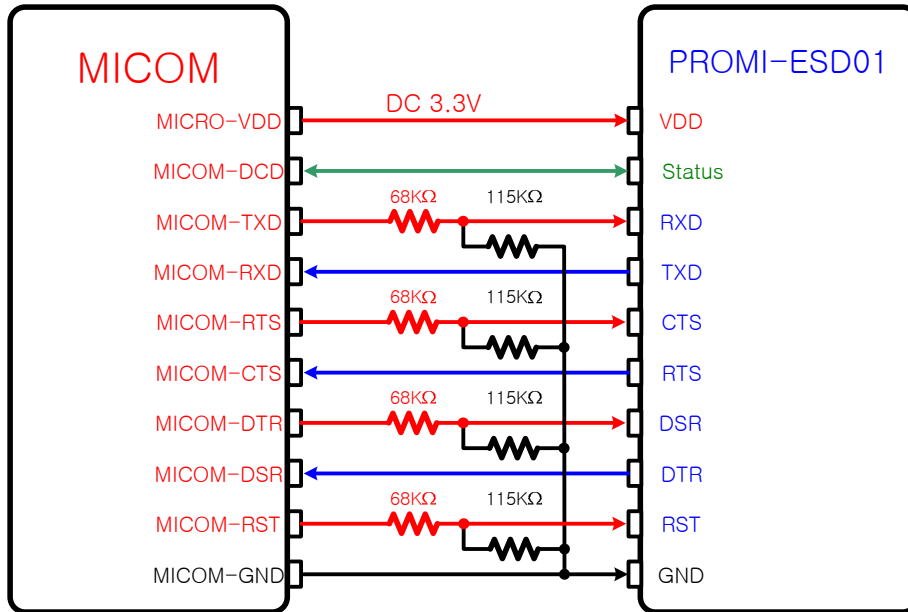 MICOM
PROMI-ESD01
DC 3.3V
MICRO-VDD
VDD
MICOM-DCD
Status
68KΩ
115KΩ
MICOM-TXD
RXD
MICOM-RXD
TXD
68KΩ
115KΩ
MICOM-RTS
CTS
MICOM-CTS
RTS
68KΩ
115KΩ
MICOM-DTR
DSR
MICOM-DSR
DTR
68KΩ
115KΩ
MICOM-RST
RST
MICOM-GND
GND